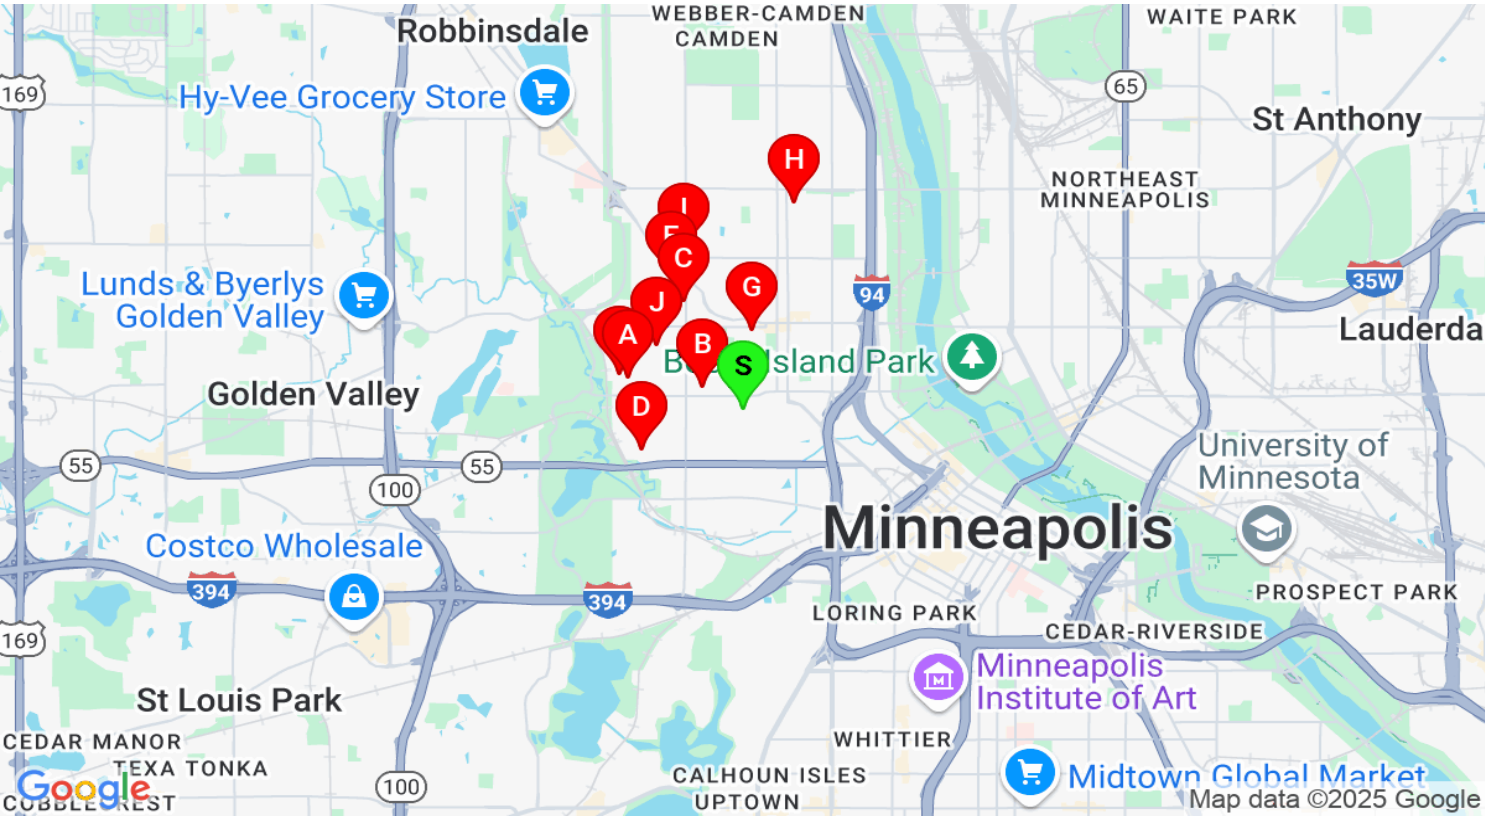 WEBBER-CAMDEN
CAMDEN
WAITE PARK
Robbinsdale
169
Hy-Vee Grocery Store
65
St Anthony
H
NORTHEAST
MINNEAPOLIS
I
C
Lunds & Byerlys
Golden Valley
G
94
35W
J
A
B
Lauderda
S
Island Park
Golden Valley
D
55
55
100
University of
Minnesota
Minneapolis
Costco Wholesale
394
394
PROSPECT PARK
LORING PARK
CEDAR-RIVERSIDE
169
Minneapolis
Institute of Art
M
St Louis Park
CEDAR MANOR
WHITTIER
TEXA TONKA
CALHOUN ISLES
UPTOWN
100
Midtown Global Market
Google
Map data ©2025 Google